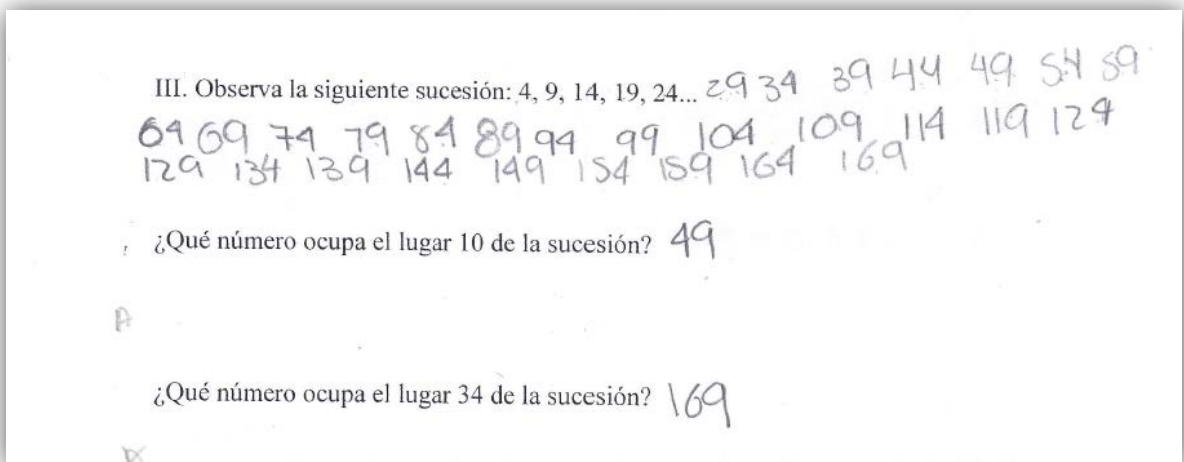 III. Observa la siguiente sucesión: 4, 9, 14, 19, 24... 29 34 39 44 49 54 59
64 69 74 79 84 89 94 99 104 109 114 119 124
129 134 139 144 149 154 159 164 169
¿Qué número ocupa el lugar 10 de la sucesión? 49
A
¿Qué número ocupa el lugar 34 de la sucesión? 169